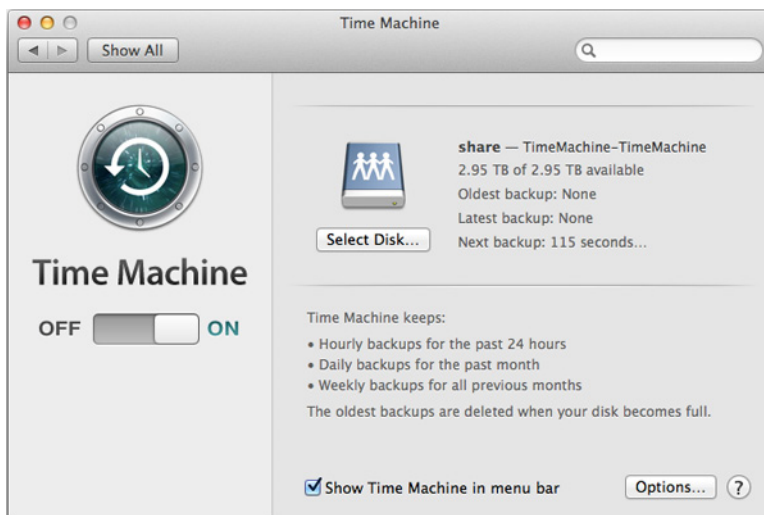 Time Machine
Show All
share — TimeMachine-TimeMachine
2.95 TB of 2.95 TB available
Oldest backup: None
Latest backup: None
Select Disk...
Next backup: 115 seconds...
Time Machine
OFF ON
Time Machine keeps:
• Hourly backups for the past 24 hours
• Daily backups for the past month
• Weekly backups for all previous months
The oldest backups are deleted when your disk becomes full.
Show Time Machine in menu bar
Options...
?